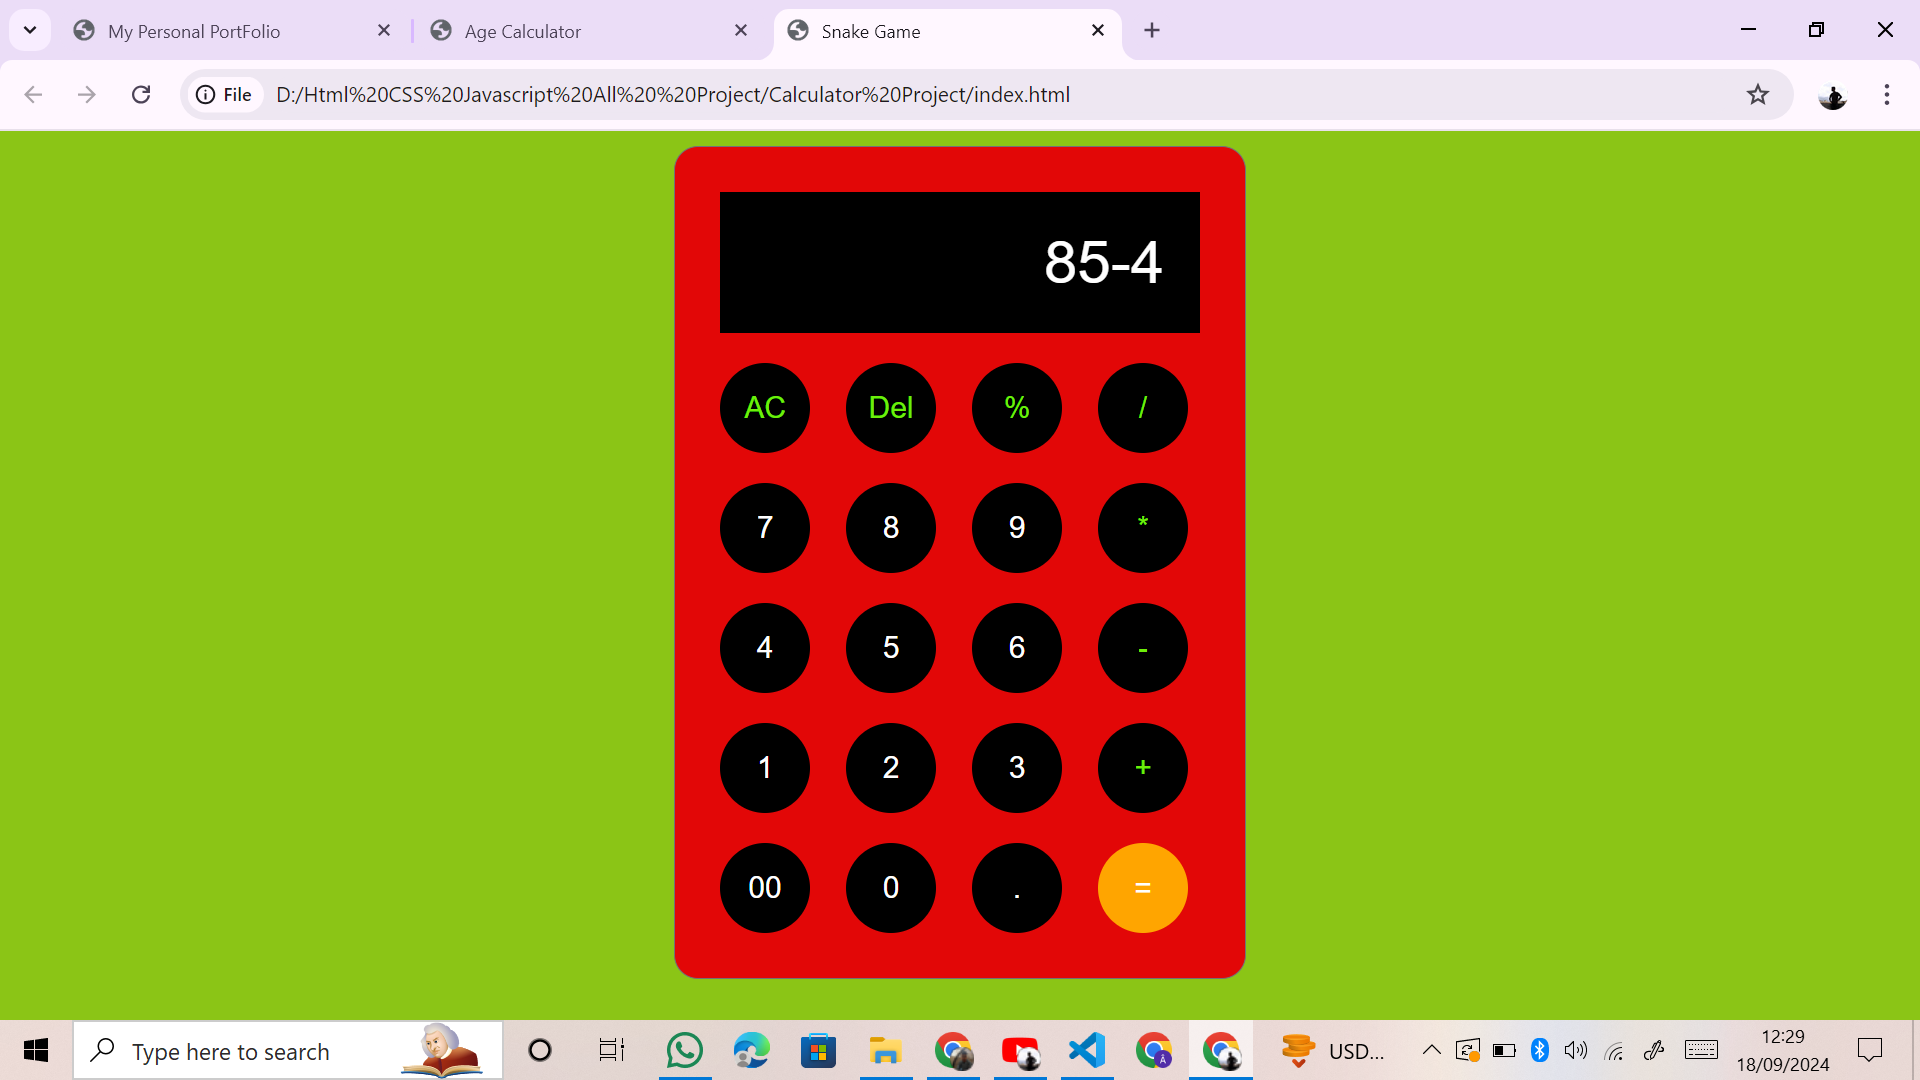 My Personal PortFolio
Age Calculator
Snake Game
File
D:/Html%20CSS%20Javascript%20All%20%20Project/Calculator%20Project/index.html
85-4
AC Del % /
7 8 9 *
4 5 6 -
1 2 3 +
00 0 . =
Type here to search
USD...
12:29
18/09/2024